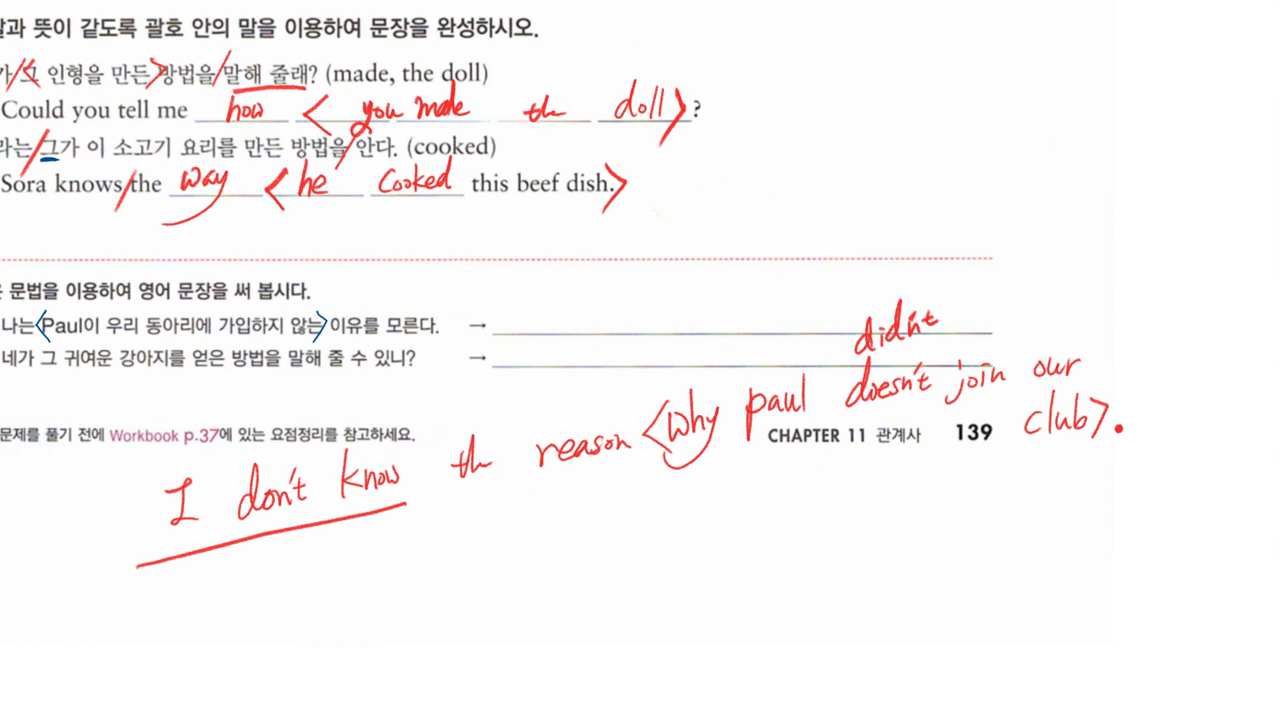 말과 뜻이 같도록 괄호 안의 말을 이용하여 문장을 완성하시오.
가 그 인형을 만든 방법을 말해 줄래? (made, the doll)
Could you tell me how < you made the doll > ?
라는 그가 이 소고기 요리를 만든 방법을 안다. (cooked)
Sora knows the way < he cooked this beef dish. >
문법을 이용하여 영어 문장을 써 봅시다.
나는 <Paul이 우리 동아리에 가입하지 않는> 이유를 모른다. →
didn't
네가 그 귀여운 강아지를 얻은 방법을 말해 줄 수 있니? →
I don't know the reason <why paul doesn't join our club>.
문제를 풀기 전에 Workbook p.37에 있는 요점정리를 참고하세요.
CHAPTER 11 관계사 139